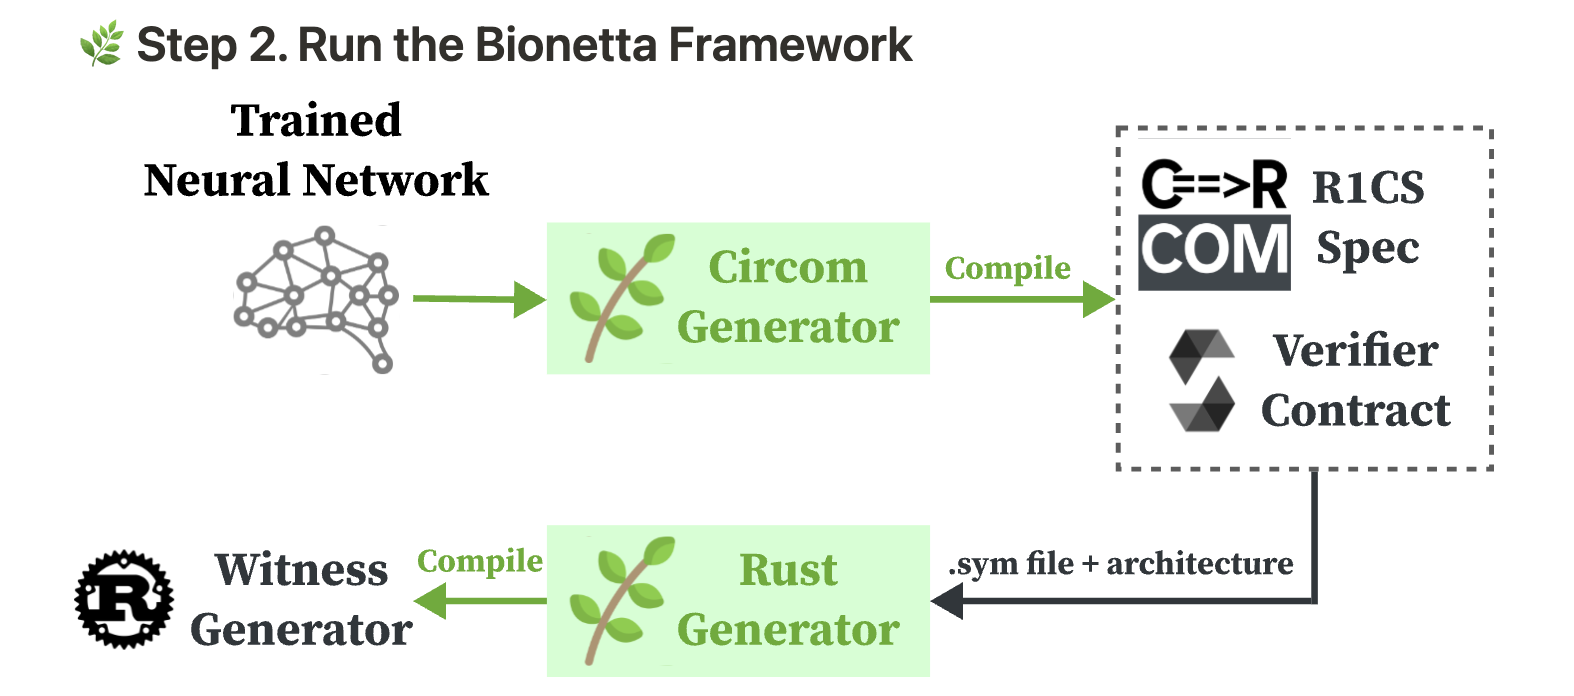 Step 2. Run the Bionetta Framework
Trained
Neural Network
Circom
Generator
Compile
C==>R
COM
R1CS
Spec
Verifier
Contract
.sym file + architecture
Rust
Generator
Compile
R
Witness
Generator